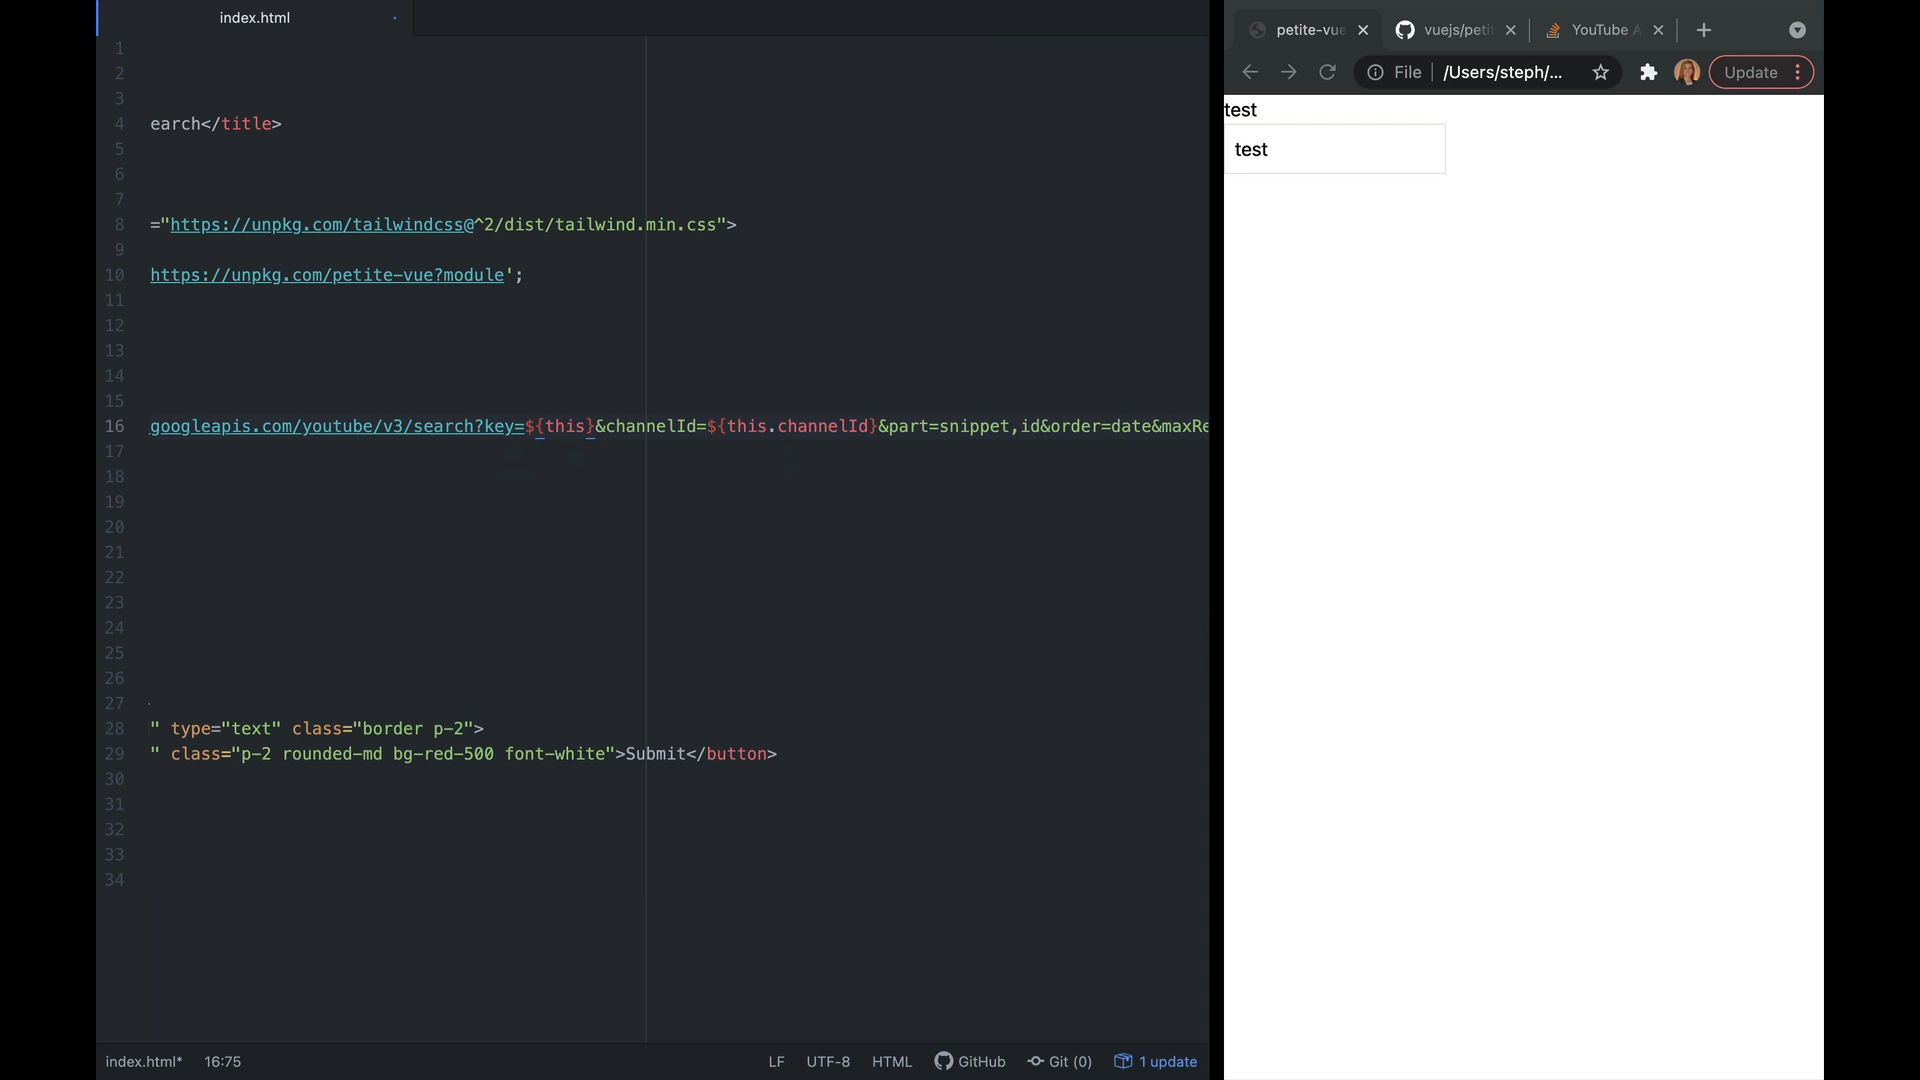 index.html
1
2
3
4 earch</title>
5
6
7
8 ="https://unpkg.com/tailwindcss@^2/dist/tailwind.min.css">
9
10 https://unpkg.com/petite-vue?module';
11
12
13
14
15
16 googleapis.com/youtube/v3/search?key=${this}&channelId=${this.channelId}&part=snippet,id&order=date&maxRe
17
18
19
20
21
22
23
24
25
26
27
28 " type="text" class="border p-2">
29 " class="p-2 rounded-md bg-red-500 font-white">Submit</button>
30
31
32
33
34
index.html* 16:75 LF UTF-8 HTML GitHub Git (0) 1 update
petite-vue vuejs/petit YouTube A
File /Users/steph/... Update
test
test